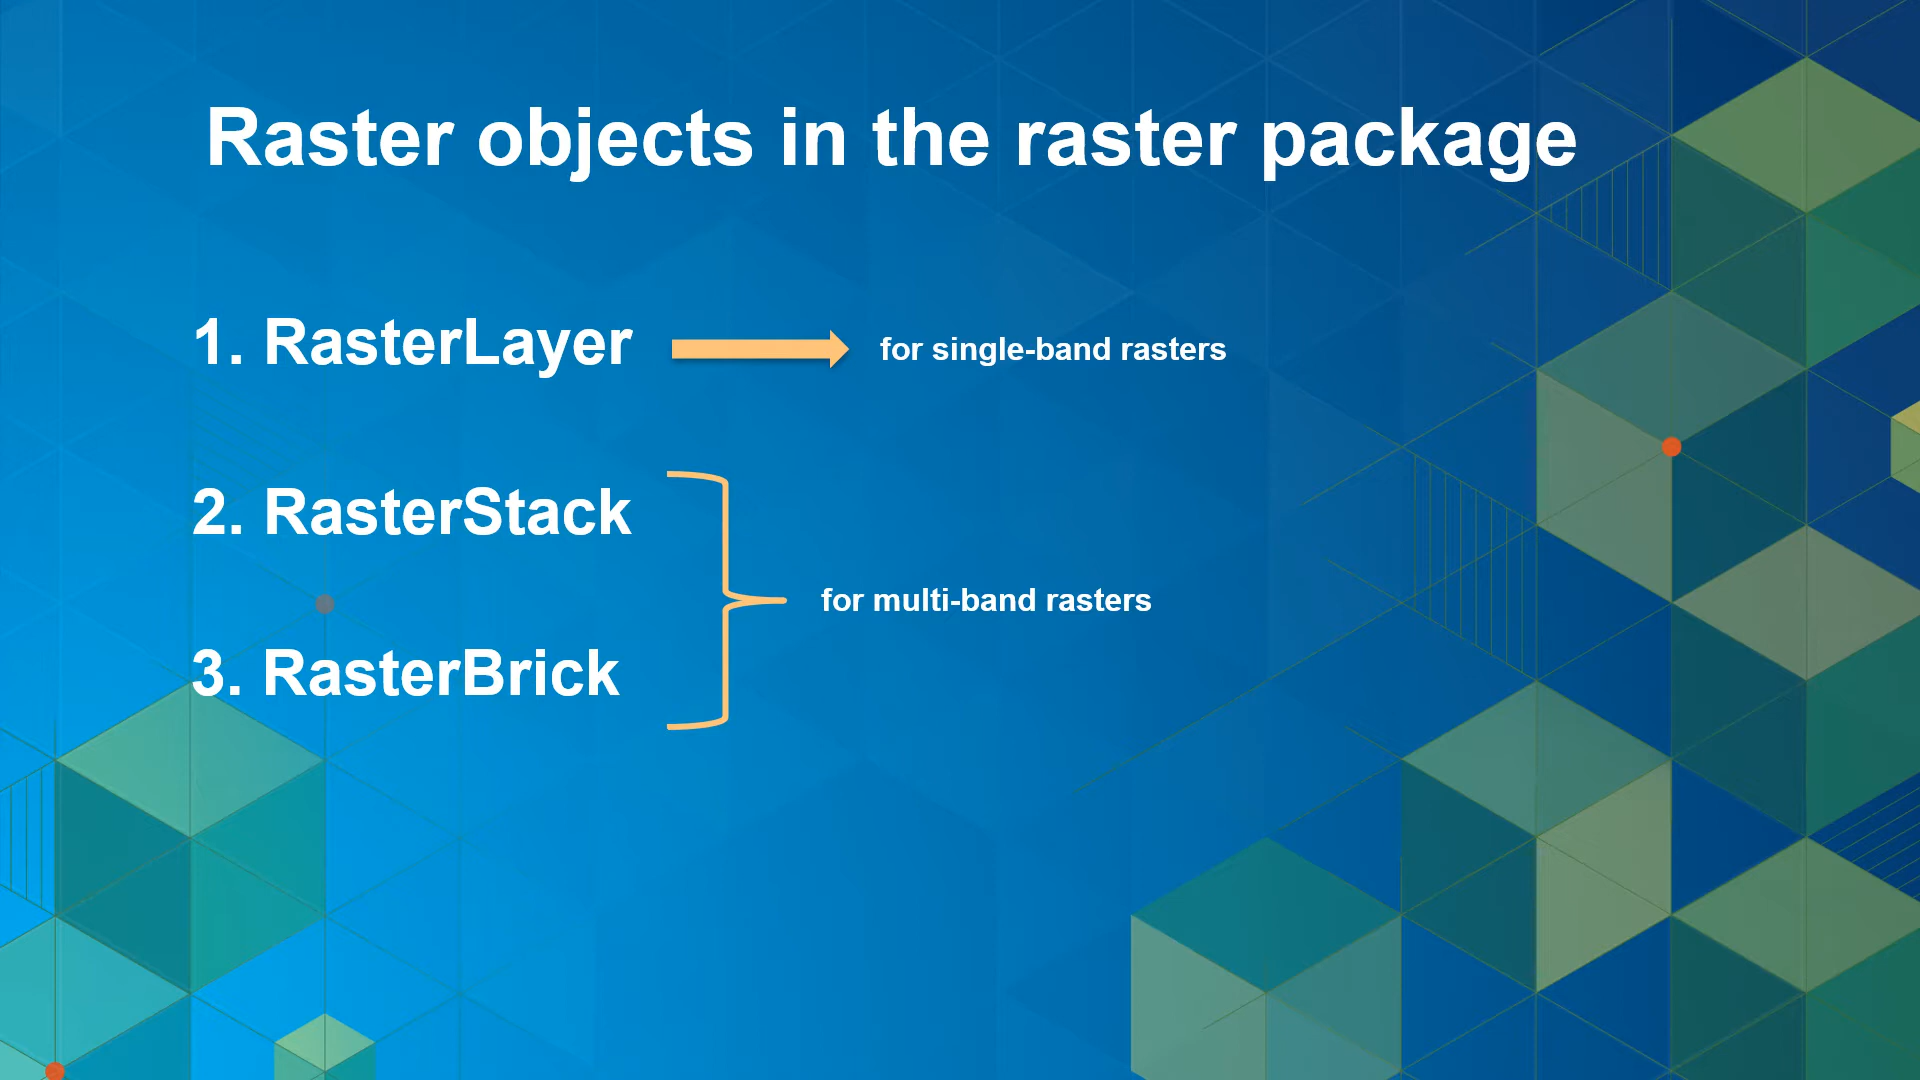 Raster objects in the raster package
1. RasterLayer
for single-band rasters
2. RasterStack
for multi-band rasters
3. RasterBrick